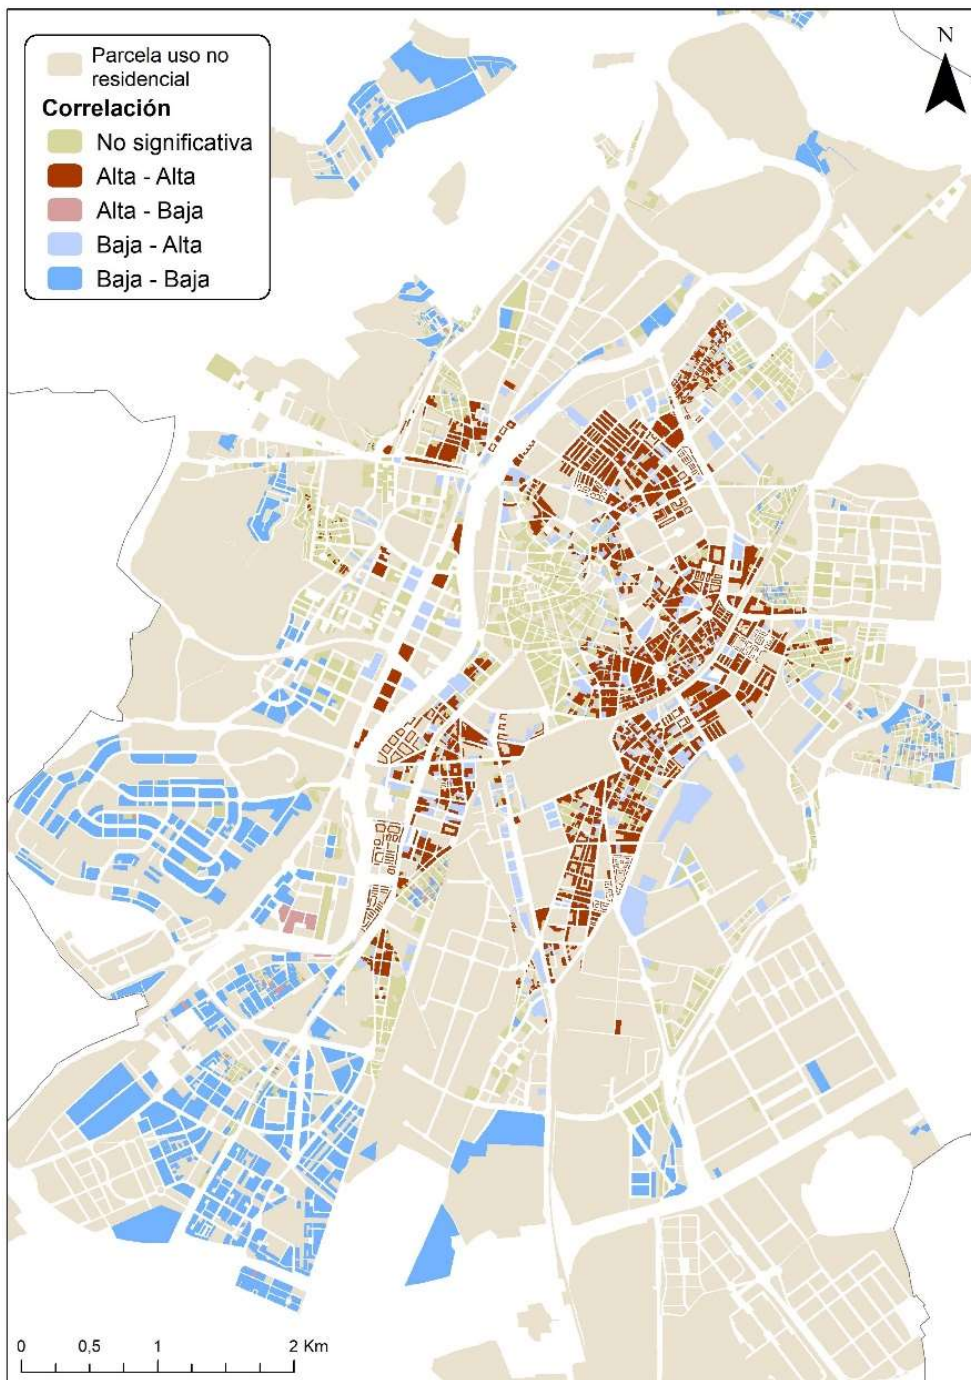 Parcela uso no
residencial
Correlación
No significativa
Alta - Alta
Alta - Baja
Baja - Alta
Baja - Baja
N
0 0,5 1 2 Km